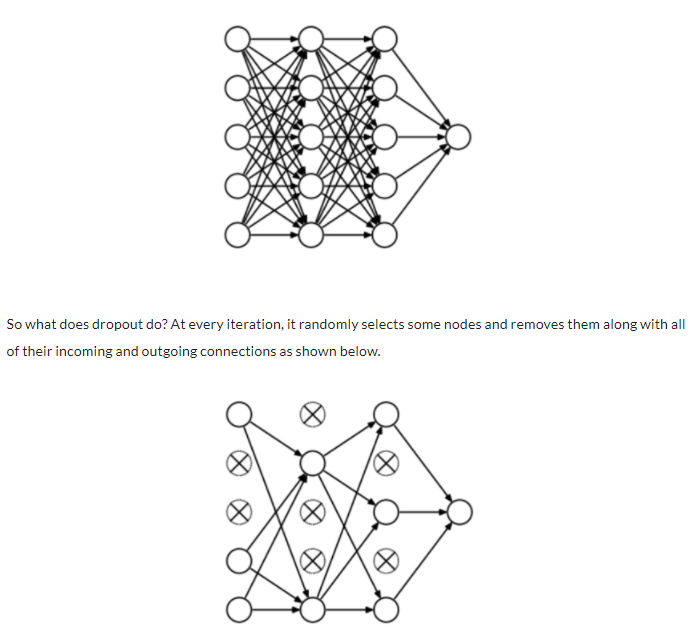 So what does dropout do? At every iteration, it randomly selects some nodes and removes them along with all
of their incoming and outgoing connections as shown below.